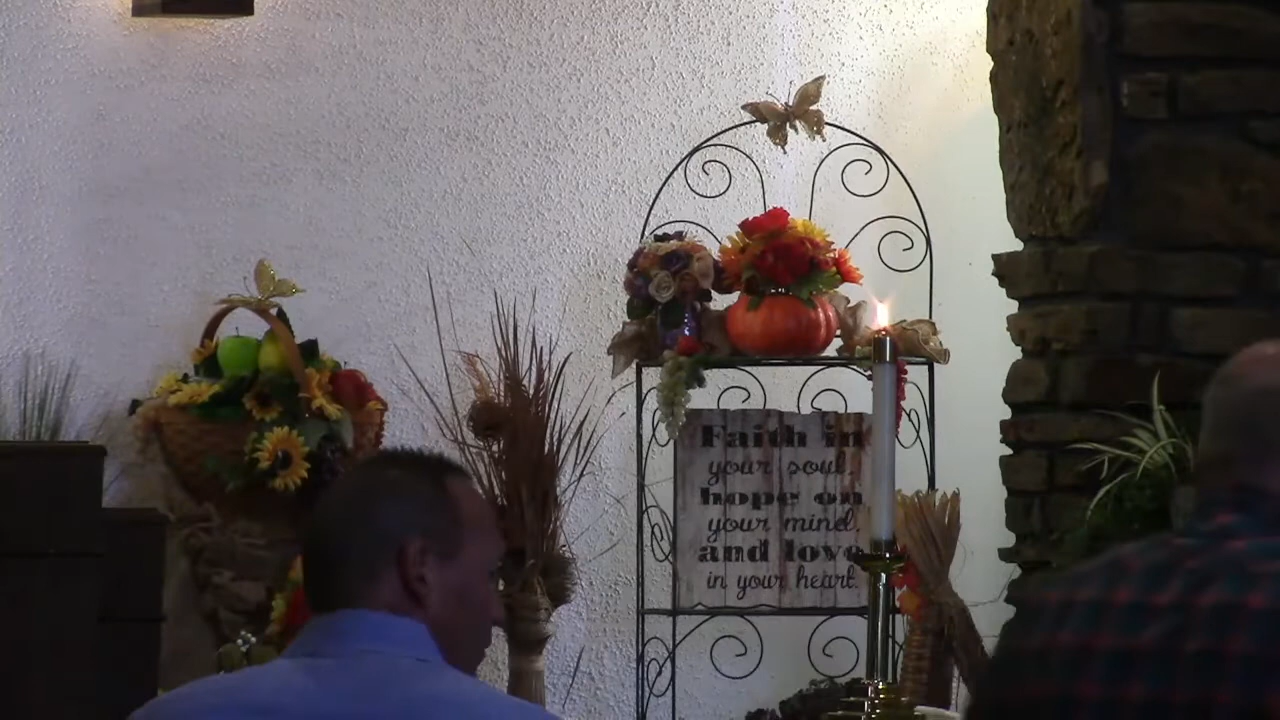 Faith in
your soul,
hope on
your mind,
and love
in your heart.